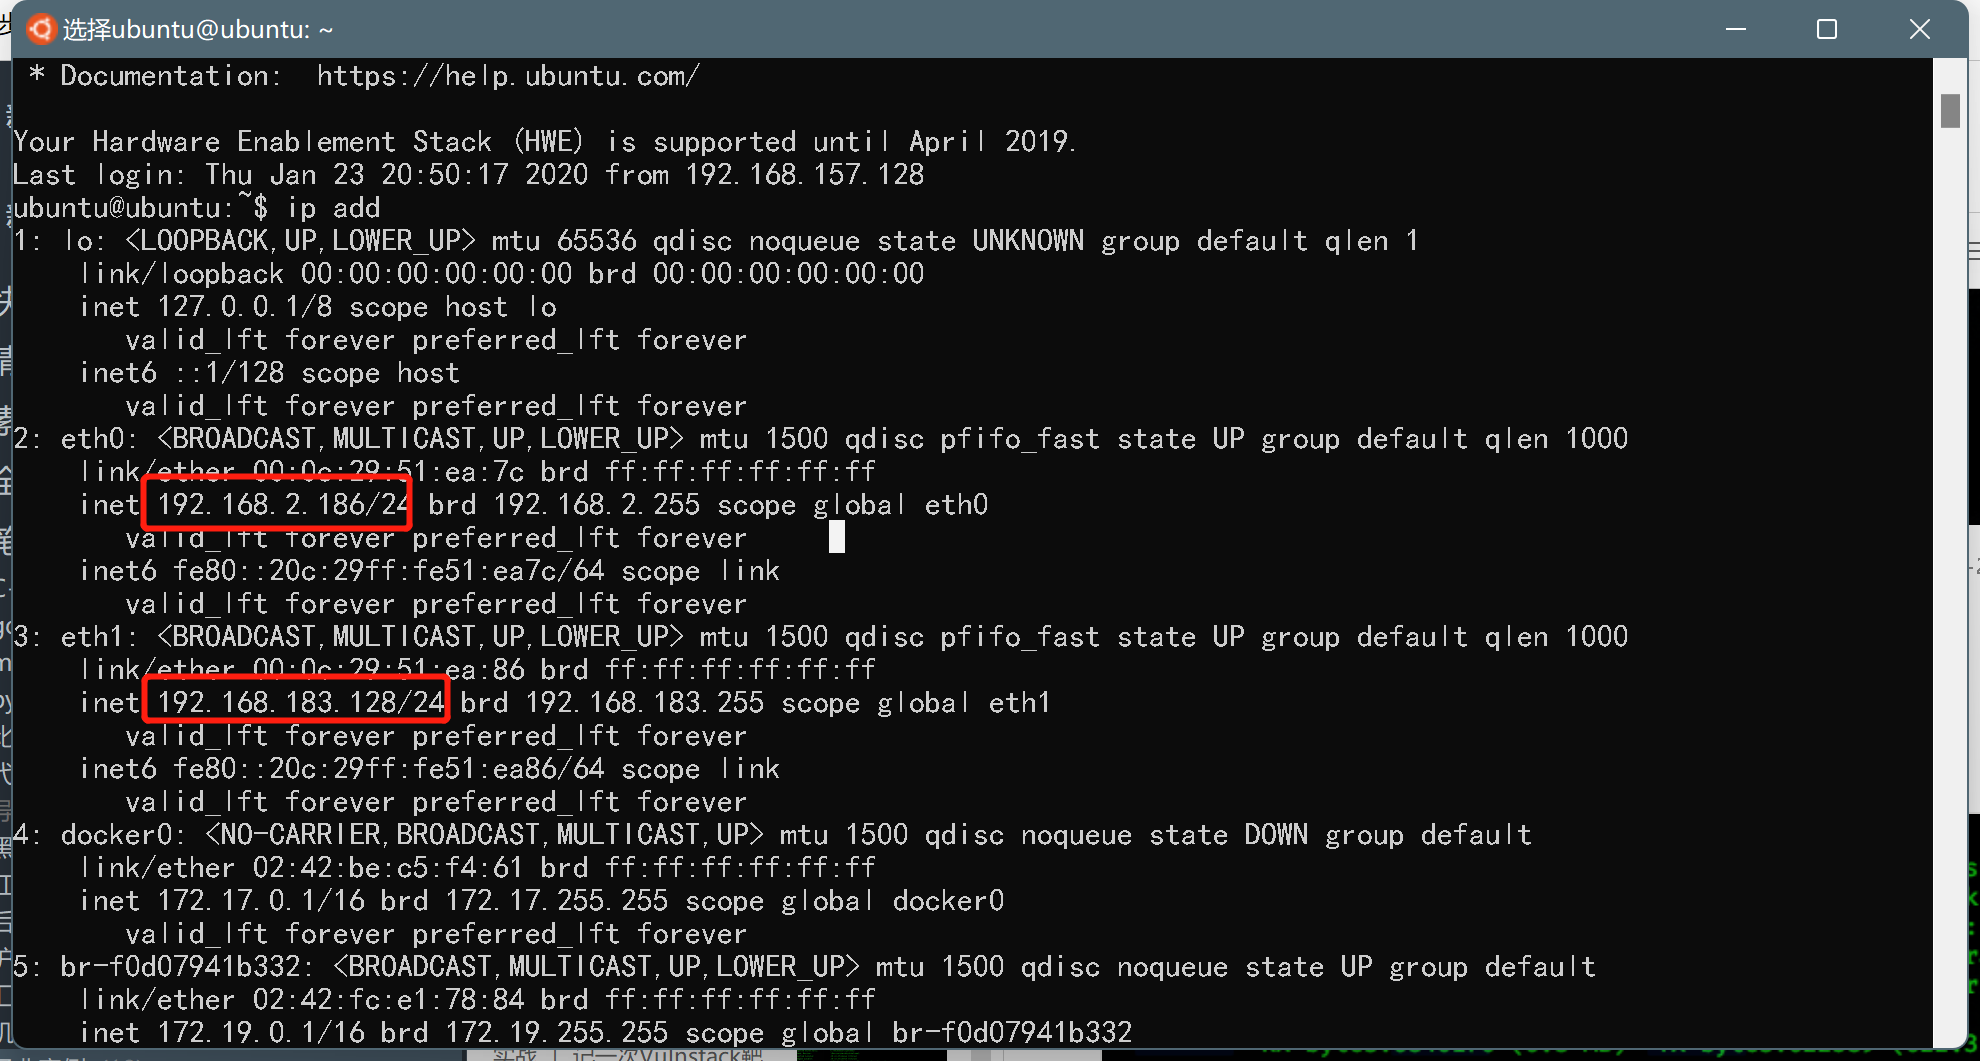 选择ubuntu@ubuntu: ~
* Documentation:  https://help.ubuntu.com/
Your Hardware Enablement Stack (HWE) is supported until April 2019.
Last login: Thu Jan 23 20:50:17 2020 from 192.168.157.128
ubuntu@ubuntu:~$ ip add
1: lo: <LOOPBACK,UP,LOWER_UP> mtu 65536 qdisc noqueue state UNKNOWN group default qlen 1
link/loopback 00:00:00:00:00:00 brd 00:00:00:00:00:00
inet 127.0.0.1/8 scope host lo
valid_lft forever preferred_lft forever
inet6 ::1/128 scope host
valid_lft forever preferred_lft forever
2: eth0: <BROADCAST,MULTICAST,UP,LOWER_UP> mtu 1500 qdisc pfifo_fast state UP group default qlen 1000
link/ether 00:0c:29:51:ea:7c brd ff:ff:ff:ff:ff:ff
inet 192.168.2.186/24 brd 192.168.2.255 scope global eth0
valid_lft forever preferred_lft forever
inet6 fe80::20c:29ff:fe51:ea7c/64 scope link
valid_lft forever preferred_lft forever
3: eth1: <BROADCAST,MULTICAST,UP,LOWER_UP> mtu 1500 qdisc pfifo_fast state UP group default qlen 1000
link/ether 00:0c:29:51:ea:86 brd ff:ff:ff:ff:ff:ff
inet 192.168.183.128/24 brd 192.168.183.255 scope global eth1
valid_lft forever preferred_lft forever
inet6 fe80::20c:29ff:fe51:ea86/64 scope link
valid_lft forever preferred_lft forever
4: docker0: <NO-CARRIER,BROADCAST,MULTICAST,UP> mtu 1500 qdisc noqueue state DOWN group default
link/ether 02:42:be:c5:f4:61 brd ff:ff:ff:ff:ff:ff
inet 172.17.0.1/16 brd 172.17.255.255 scope global docker0
valid_lft forever preferred_lft forever
5: br-f0d07941b332: <BROADCAST,MULTICAST,UP,LOWER_UP> mtu 1500 qdisc noqueue state UP group default
link/ether 02:42:fc:e1:78:84 brd ff:ff:ff:ff:ff:ff
inet 172.19.0.1/16 brd 172.19.255.255 scope global br-f0d07941b332